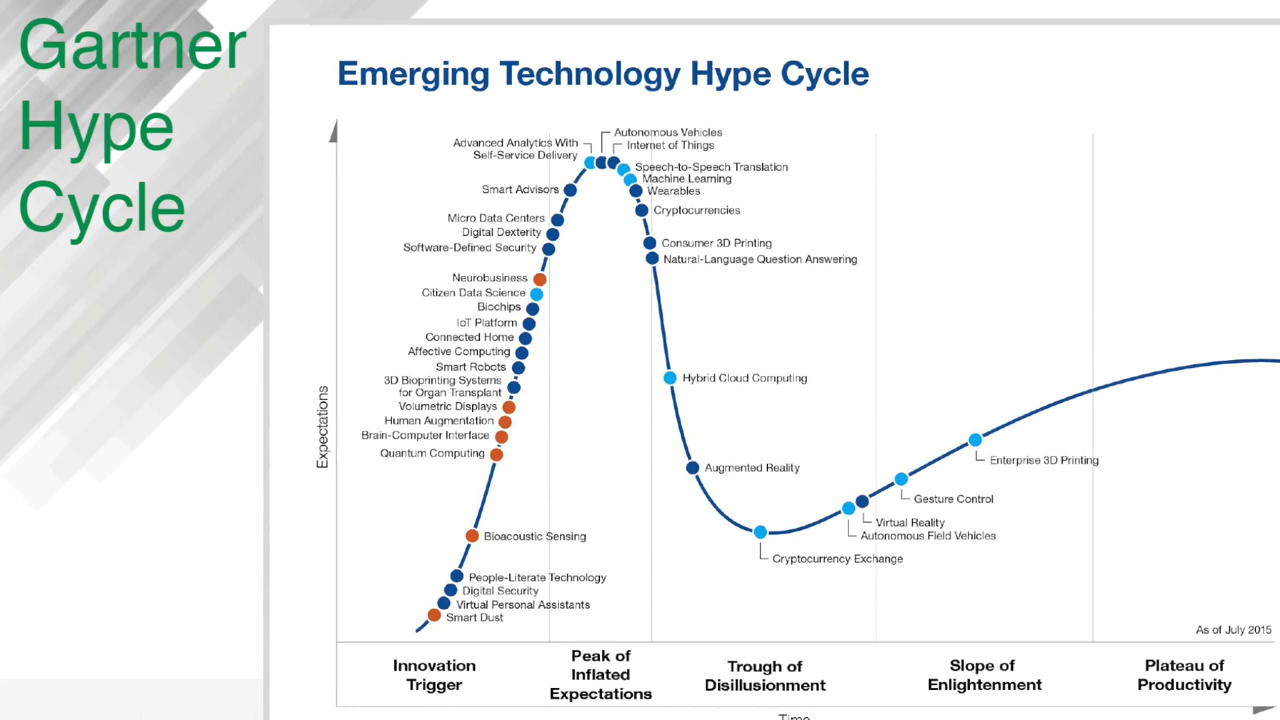 Gartner
Hype
Cycle
Emerging Technology Hype Cycle
Expectations
Advanced Analytics With
Self-Service Delivery
Autonomous Vehicles
Internet of Things
Speech-to-Speech Translation
Machine Learning
Wearables
Smart Advisors
Cryptocurrencies
Micro Data Centers
Digital Dexterity
Software-Defined Security
Consumer 3D Printing
Natural-Language Question Answering
Neurobusiness
Citizen Data Science
Biochips
IoT Platform
Connected Home
Affective Computing
Smart Robots
3D Bioprinting Systems
for Organ Transplant
Volumetric Displays
Human Augmentation
Brain-Computer Interface
Quantum Computing
Hybrid Cloud Computing
Augmented Reality
Enterprise 3D Printing
Gesture Control
Virtual Reality
Autonomous Field Vehicles
Cryptocurrency Exchange
Bioacoustic Sensing
People-Literate Technology
Digital Security
Virtual Personal Assistants
Smart Dust
As of July 2015
Innovation
Trigger
Peak of
Inflated
Expectations
Trough of
Disillusionment
Slope of
Enlightenment
Plateau of
Productivity
Time